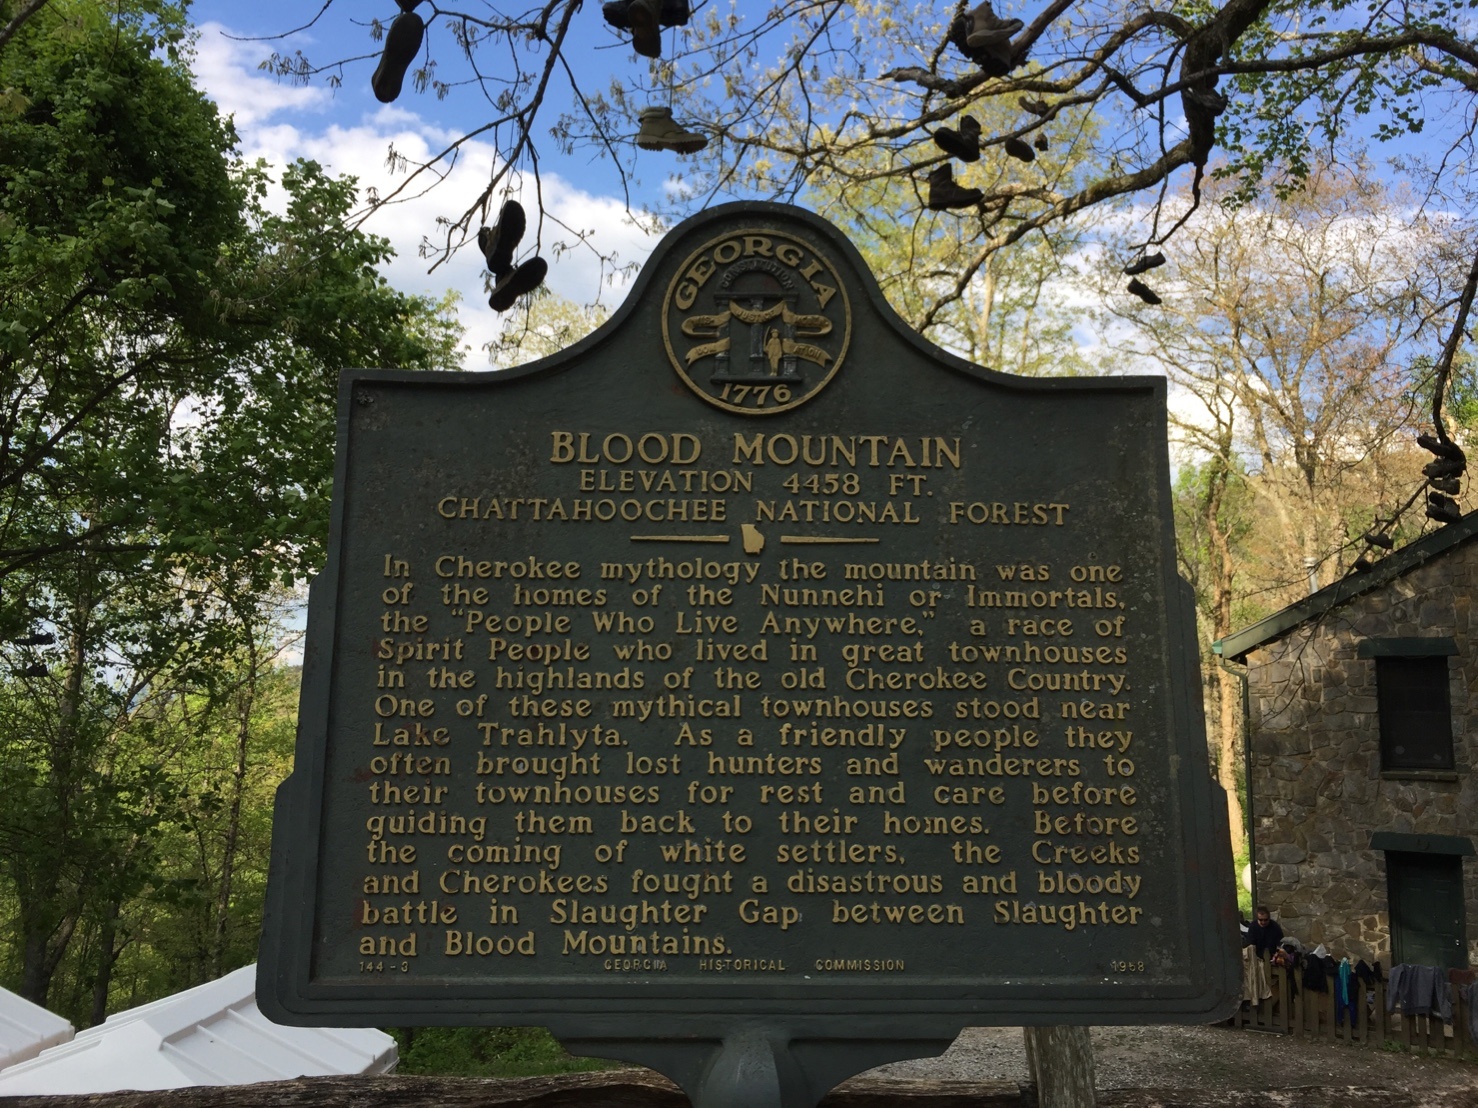 GEORGIA
CONSTITUTION
1776
BLOOD MOUNTAIN
ELEVATION 4458 FT.
CHATTAHOOCHEE NATIONAL FOREST
In Cherokee mythology the mountain was one
of the homes of the Nunnehi or Immortals,
the "People Who Live Anywhere," a race of
Spirit People who lived in great townhouses
in the highlands of the old Cherokee Country.
One of these mythical townhouses stood near
Lake Trahlyta. As a friendly people they
often brought lost hunters and wanderers to
their townhouses for rest and care before
guiding them back to their homes. Before
the coming of white settlers, the Creeks
and Cherokees fought a disastrous and bloody
battle in Slaughter Gap between Slaughter
and Blood Mountains.
144-3 GEORGIA HISTORICAL COMMISSION 1958